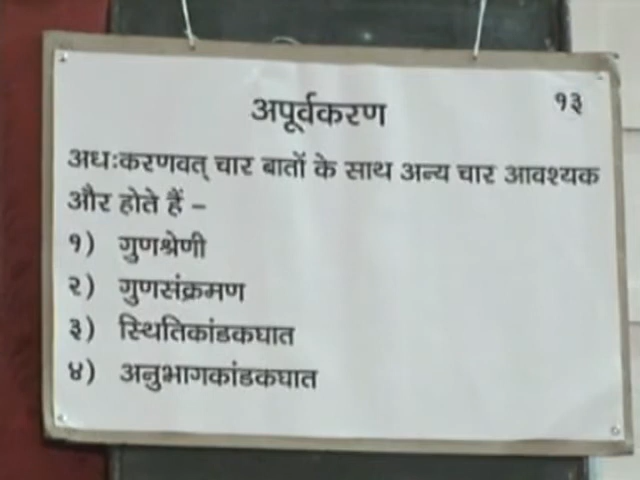 अपूर्वकरण १३
अधःकरणवत् चार बातों के साथ अन्य चार आवश्यक
और होते हैं –
१) गुणश्रेणी
२) गुणसंक्रमण
३) स्थितिकांडकघात
४) अनुभागकांडकघात